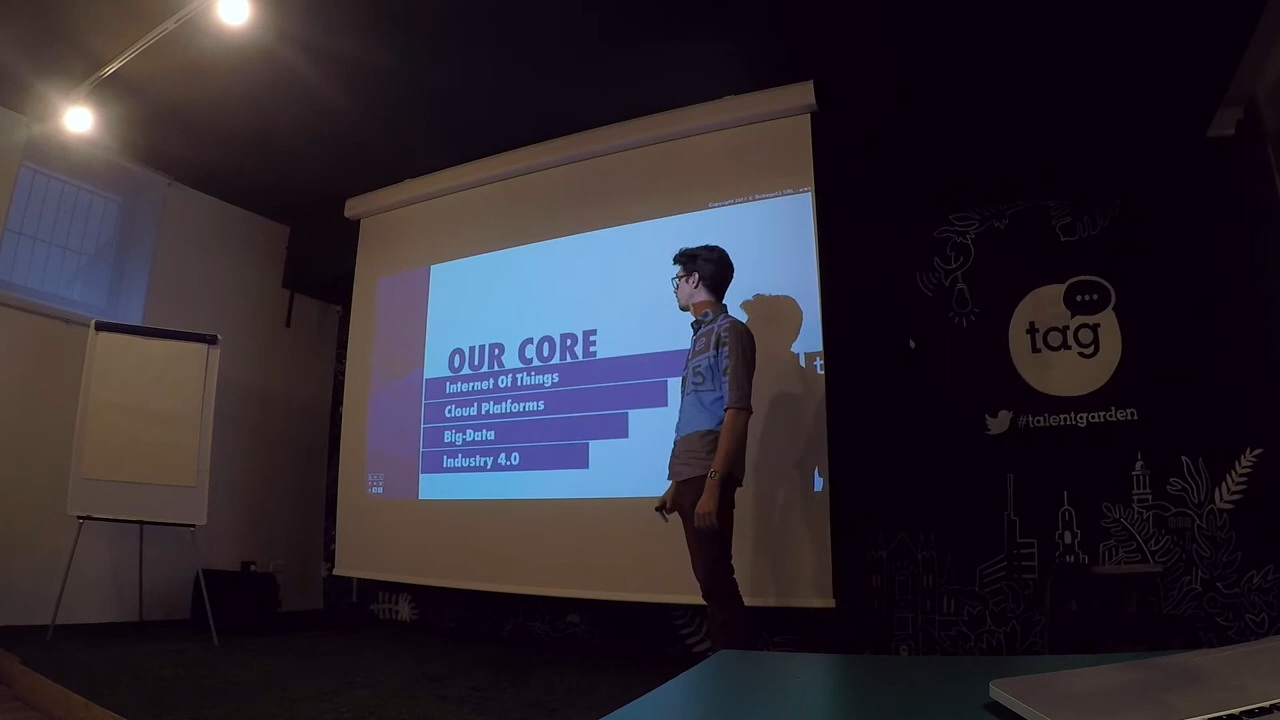 OUR CORE
Internet Of Things
Cloud Platforms
Big-Data
Industry 4.0
tag
#talentgarden